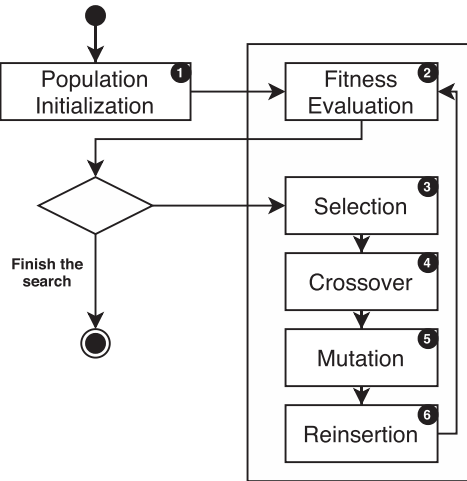 Population
Initialization
1
Fitness
Evaluation
2
Selection
3
Finish the
search
Crossover
4
Mutation
5
Reinsertion
6